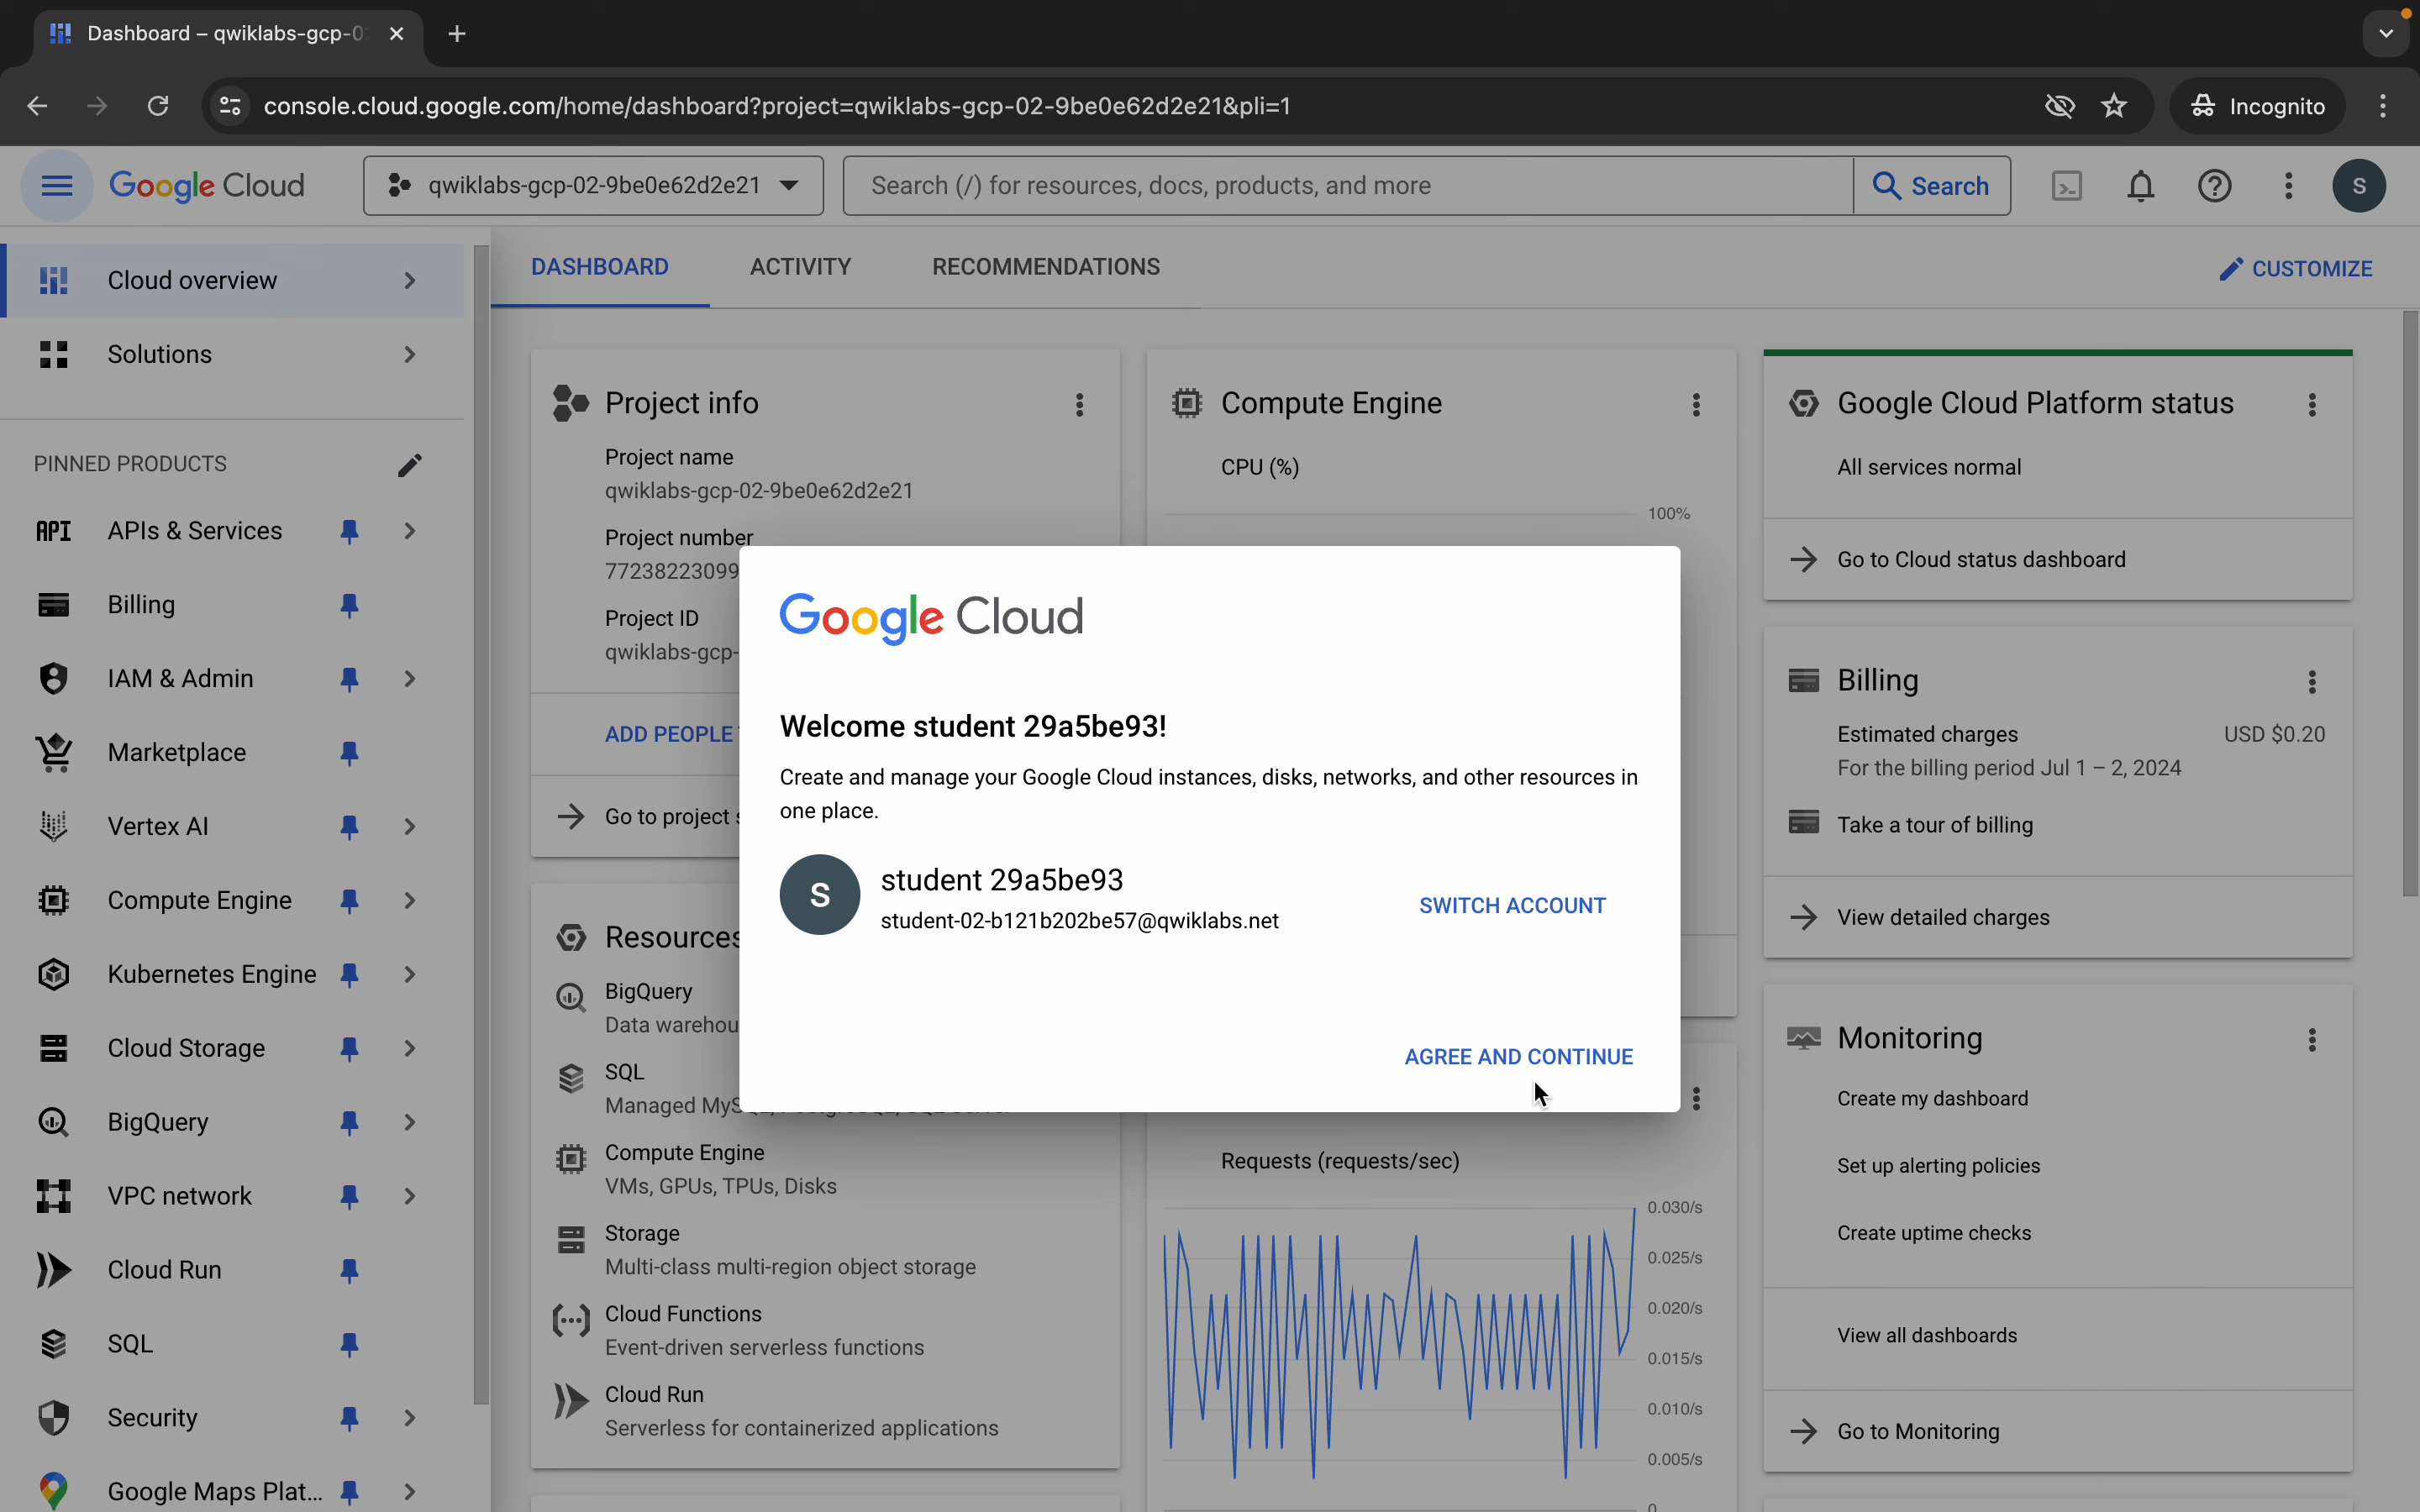 Dashboard – qwiklabs-gcp-0
console.cloud.google.com/home/dashboard?project=qwiklabs-gcp-02-9be0e62d2e21&pli=1
Incognito
Google Cloud
qwiklabs-gcp-02-9be0e62d2e21
Search (/) for resources, docs, products, and more
Search
S
Cloud overview
Solutions
PINNED PRODUCTS
API APIs & Services
Billing
IAM & Admin
Marketplace
Vertex AI
Compute Engine
Kubernetes Engine
Cloud Storage
BigQuery
VPC network
Cloud Run
SQL
Security
Google Maps Plat...
DASHBOARD
ACTIVITY
RECOMMENDATIONS
CUSTOMIZE
Project info
Project name
qwiklabs-gcp-02-9be0e62d2e21
Project number
77238223099
Project ID
qwiklabs-gcp-
ADD PEOPLE
Go to project
Resources
BigQuery
Data warehou
SQL
Managed MyS
Compute Engine
VMs, GPUs, TPUs, Disks
Storage
Multi-class multi-region object storage
Cloud Functions
Event-driven serverless functions
Cloud Run
Serverless for containerized applications
Compute Engine
CPU (%)
100%
Google Cloud
Welcome student 29a5be93!
Create and manage your Google Cloud instances, disks, networks, and other resources in
one place.
S
student 29a5be93
student-02-b121b202be57@qwiklabs.net
SWITCH ACCOUNT
AGREE AND CONTINUE
Requests (requests/sec)
0.030/s
0.025/s
0.020/s
0.015/s
0.010/s
0.005/s
0
Google Cloud Platform status
All services normal
Go to Cloud status dashboard
Billing
Estimated charges
USD $0.20
For the billing period Jul 1 – 2, 2024
Take a tour of billing
View detailed charges
Monitoring
Create my dashboard
Set up alerting policies
Create uptime checks
View all dashboards
Go to Monitoring